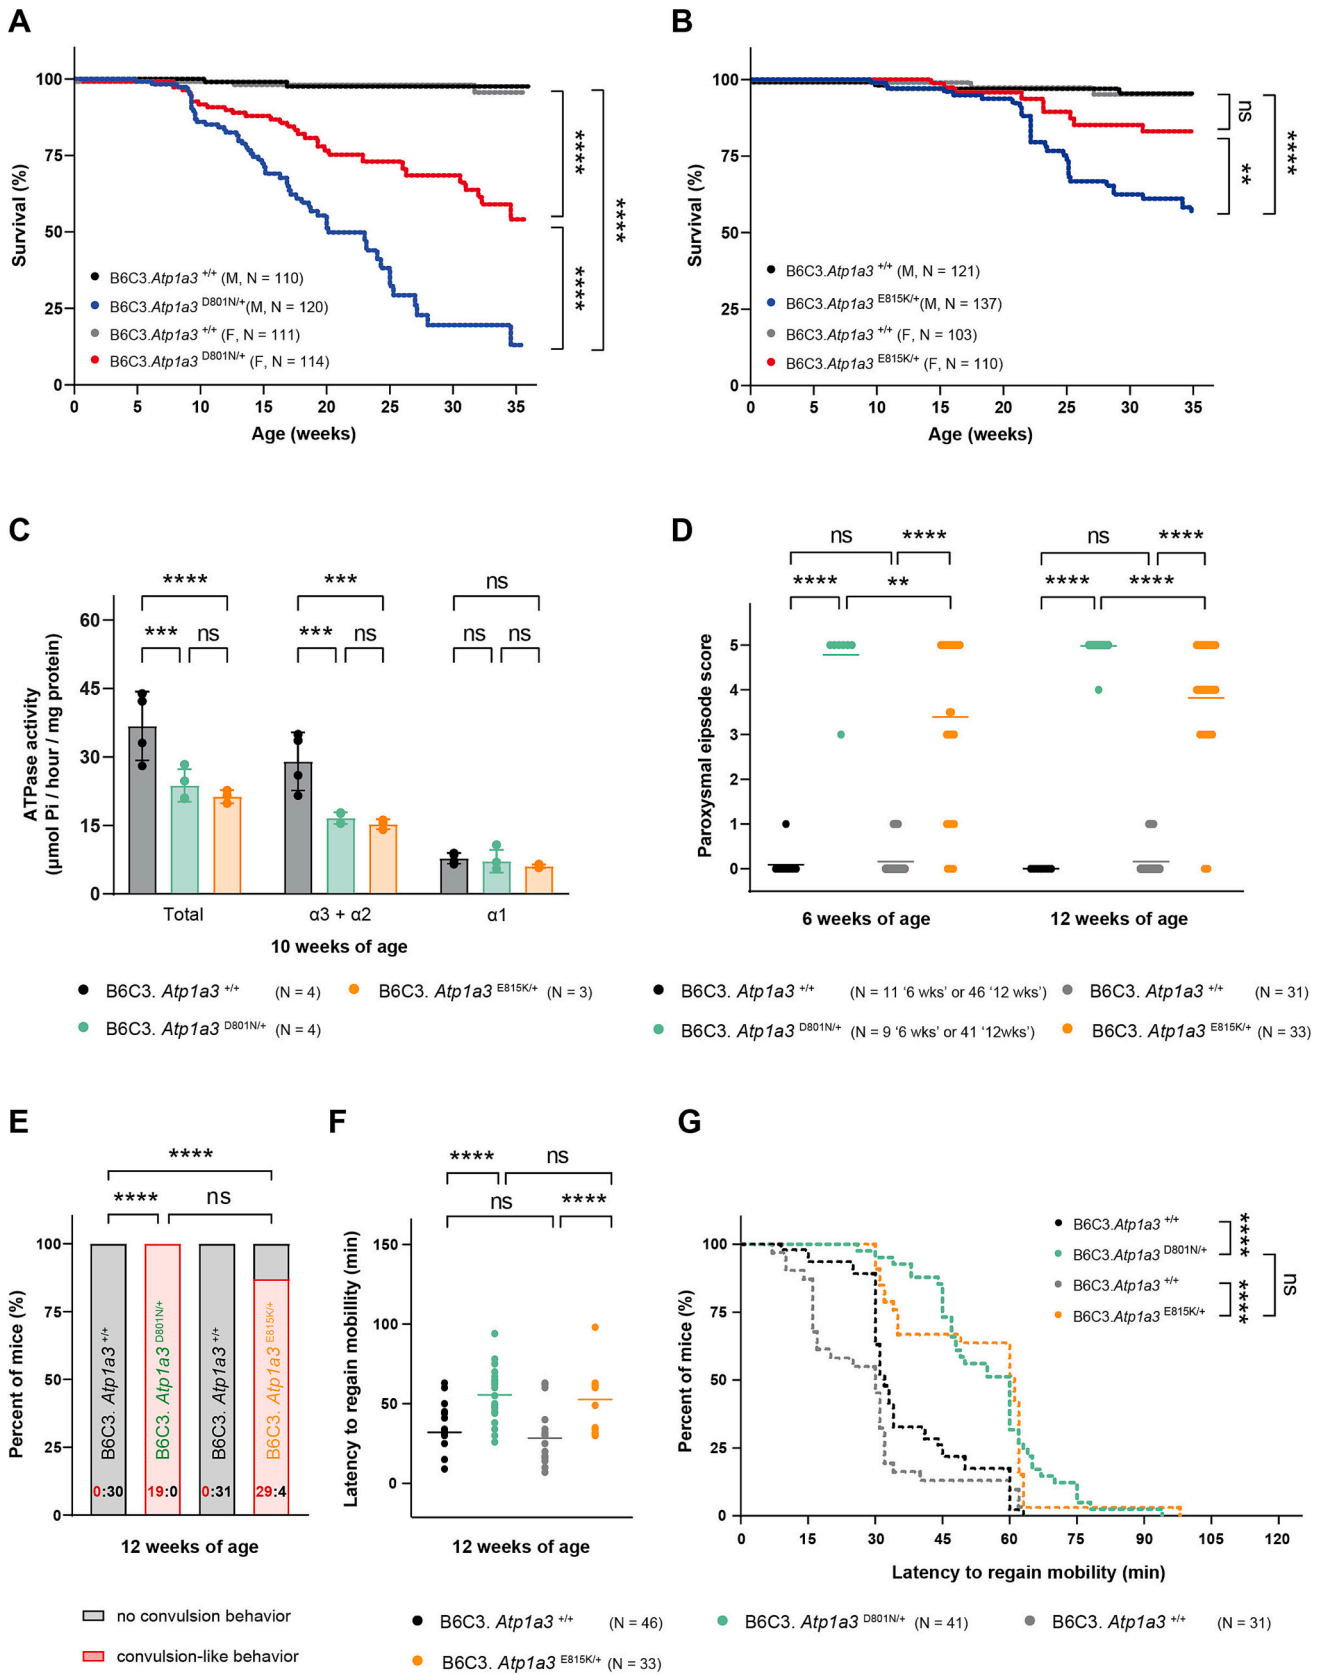 A
Survival (%)
100
75
50
25
0
0 5 10 15 20 25 30 35
Age (weeks)
B6C3.Atp1a3 +/+ (M, N = 110)
B6C3.Atp1a3 D801N/+ (M, N = 120)
B6C3.Atp1a3 +/+ (F, N = 111)
B6C3.Atp1a3 D801N/+ (F, N = 114)
****
****
****
B
Survival (%)
100
75
50
25
0
0 5 10 15 20 25 30 35
Age (weeks)
B6C3.Atp1a3 +/+ (M, N = 121)
B6C3.Atp1a3 E815K/+ (M, N = 137)
B6C3.Atp1a3 +/+ (F, N = 103)
B6C3.Atp1a3 E815K/+ (F, N = 110)
ns
**
****
C
ATPase activity
(µmol Pi / hour / mg protein)
60
45
30
15
0
**** *** ns
*** ns *** ns ns ns
Total α3 + α2 α1
10 weeks of age
B6C3. Atp1a3 +/+ (N = 4)
B6C3. Atp1a3 E815K/+ (N = 3)
B6C3. Atp1a3 D801N/+ (N = 4)
D
Paroxysmal eipsode score
5
4
3
2
1
0
ns **** ns ****
**** ** **** ****
6 weeks of age 12 weeks of age
B6C3. Atp1a3 +/+ (N = 11 ‘6 wks’ or 46 ‘12 wks’)
B6C3. Atp1a3 +/+ (N = 31)
B6C3. Atp1a3 D801N/+ (N = 9 ‘6 wks’ or 41 ‘12wks’)
B6C3. Atp1a3 E815K/+ (N = 33)
E
Percent of mice (%)
100
75
50
25
0
****
**** ns
B6C3. Atp1a3 +/+
B6C3. Atp1a3 D801N/+
B6C3. Atp1a3 +/+
B6C3. Atp1a3 E815K/+
0:30 19:0 0:31 29:4
12 weeks of age
no convulsion behavior
convulsion-like behavior
F
Latency to regain mobillity (min)
150
100
50
0
**** ns
ns ****
12 weeks of age
G
Percent of mice (%)
100
75
50
25
0
0 15 30 45 60 75 90 105 120
Latency to regain mobility (min)
B6C3.Atp1a3 +/+
B6C3.Atp1a3 D801N/+
B6C3.Atp1a3 +/+
B6C3.Atp1a3 E815K/+
****
****
ns
B6C3. Atp1a3 +/+ (N = 46)
B6C3. Atp1a3 D801N/+ (N = 41)
B6C3. Atp1a3 +/+ (N = 31)
B6C3. Atp1a3 E815K/+ (N = 33)